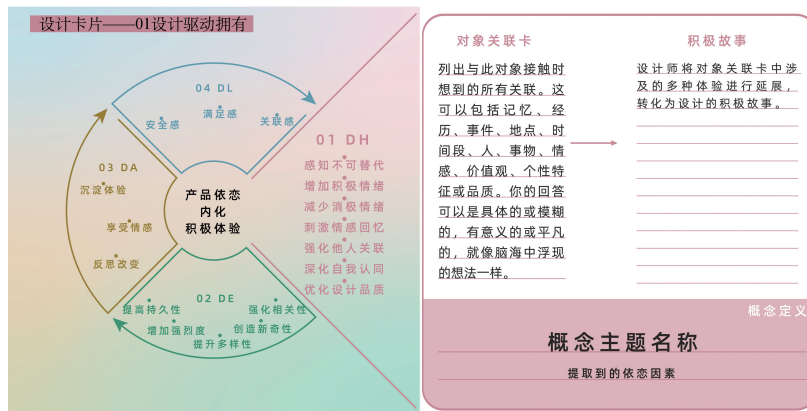 设计卡片——01设计驱动拥有
04 DL
安全感
满足感
关联感
03 DA
沉淀体验
享受情感
反思改变
产品依恋
内化
积极体验
01 DH
感知不可替代
增加积极情绪
减少消极情绪
刺激情感回忆
强化他人关联
深化自我认同
优化设计品质
02 DE
提高持久性
增加强烈度
提升多样性
创造新奇性
强化相关性
对象关联卡
列出与此对象接触时
想到的所有关联。这
可以包括记忆、经
历、事件、地点、时
间段、人、事物、情
感、价值观、个性特
征或品质。你的回答
可以是具体的或模糊
的，有意义的或平凡
的，就像脑海中浮现
的想法一样。
积极故事
设计师将对象关联卡中涉
及的多种体验进行延展，
转化为设计的积极故事。
概念定义
概念主题名称
提取到的依恋因素